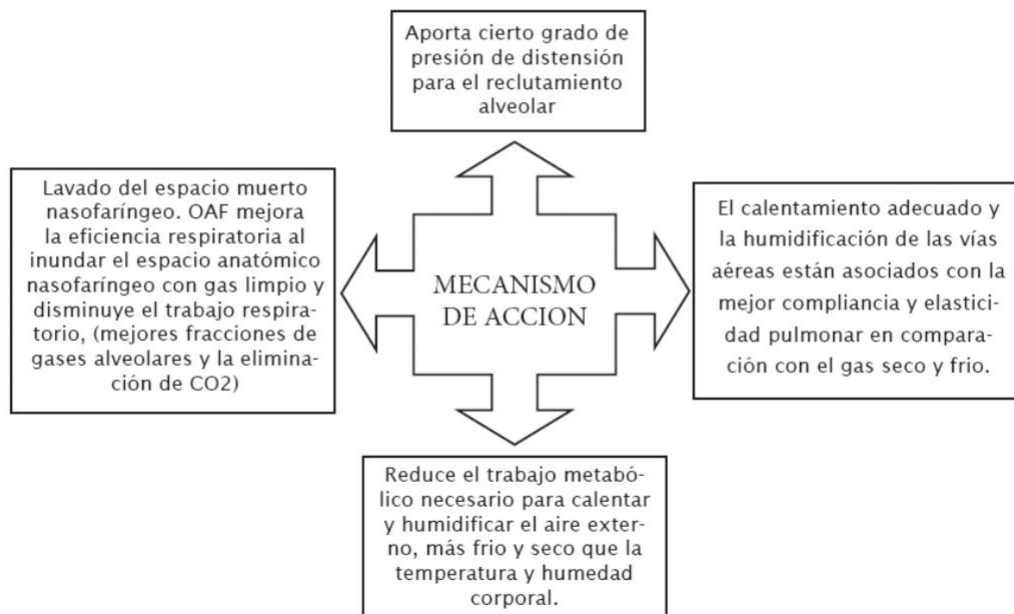 Aporta cierto grado de
presión de distensión
para el reclutamiento
alveolar
Lavado del espacio muerto
nasofaríngeo. OAF mejora
la eficiencia respiratoria al
inundar el espacio anatómico
nasofaríngeo con gas limpio y
disminuye el trabajo respira-
torio, (mejores fracciones de
gases alveolares y la elimina-
ción de CO2)
MECANISMO
DE ACCION
El calentamiento adecuado y
la humidificación de las vías
aéreas están asociados con la
mejor compliancia y elastici-
dad pulmonar en compara-
ción con el gas seco y frio.
Reduce el trabajo metabó-
lico necesario para calentar
y humidificar el aire exter-
no, más frio y seco que la
temperatura y humedad
corporal.